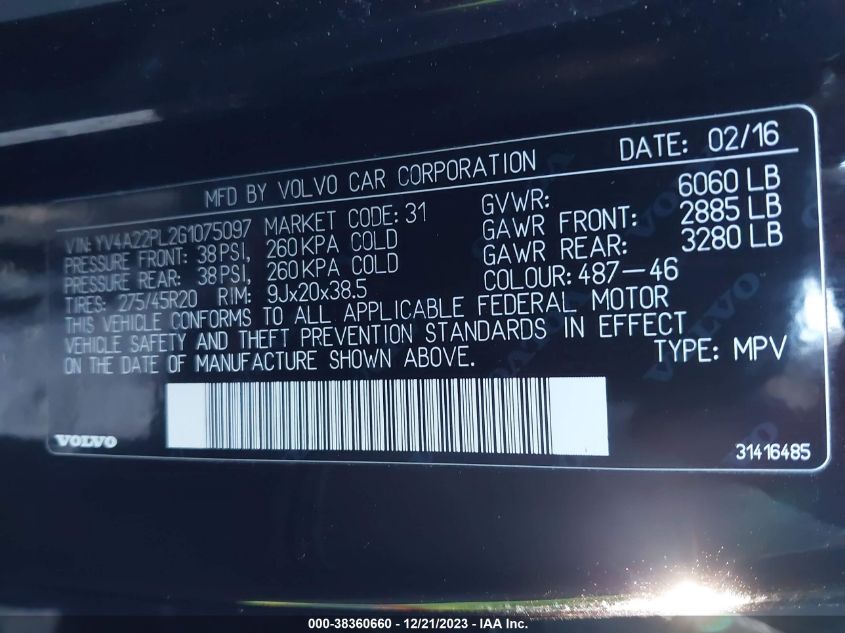 MFD BY VOLVO CAR CORPORATION DATE: 02/16
VIN: YV4A22PL2G1075097 MARKET CODE: 31
PRESSURE FRONT: 38 PSI, 260 KPA COLD
PRESSURE REAR: 38 PSI, 260 KPA COLD
TIRES: 275/45R20 RIM: 9Jx20x38.5
GVWR: 6060 LB
GAWR FRONT: 2885 LB
GAWR REAR: 3280 LB
COLOUR: 487-46
THIS VEHICLE CONFORMS TO ALL APPLICABLE FEDERAL MOTOR
VEHICLE SAFETY AND THEFT PREVENTION STANDARDS IN EFFECT
ON THE DATE OF MANUFACTURE SHOWN ABOVE.
TYPE: MPV
VOLVO
31416485
000-38360660 - 12/21/2023 - IAA Inc.